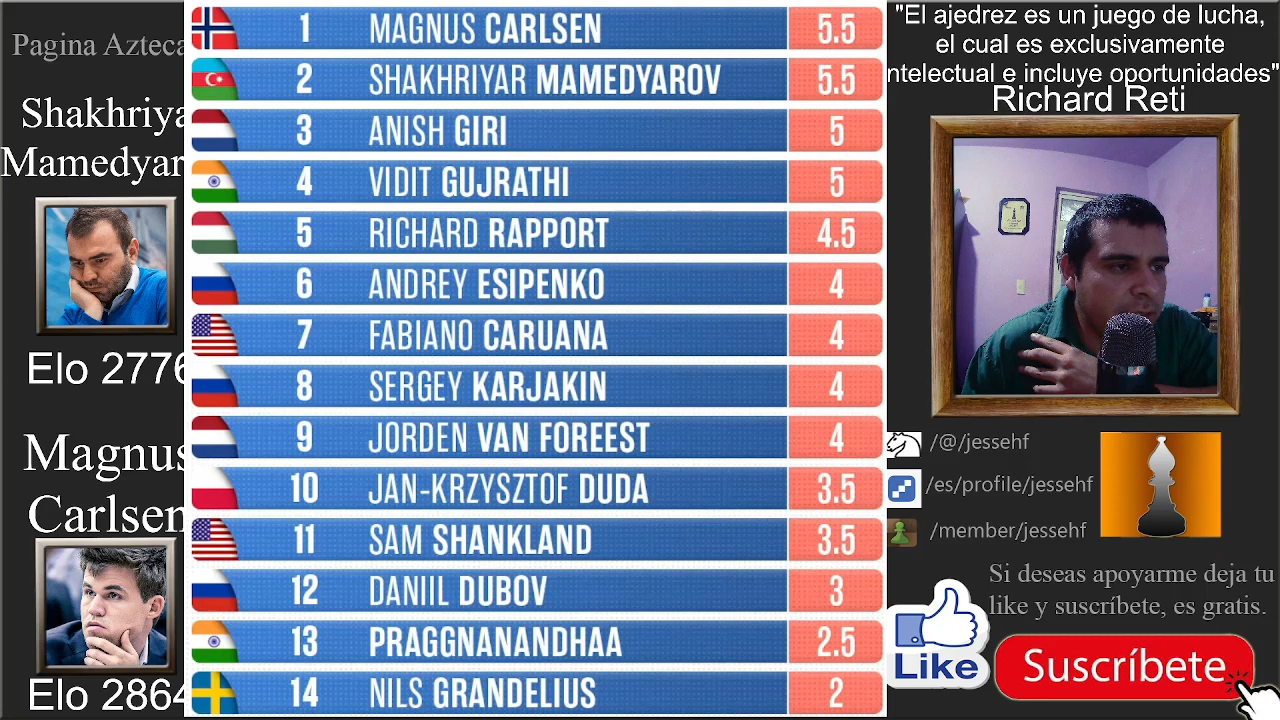 Pagina Azteca
Shakhriya
Mamedyar
Elo 2776
Magnus
Carlsen
Elo 2864
1 MAGNUS CARLSEN 5.5
2 SHAKHRIYAR MAMEDYAROV 5.5
3 ANISH GIRI 5
4 VIDIT GUJRATHI 5
5 RICHARD RAPPORT 4.5
6 ANDREY ESIPENKO 4
7 FABIANO CARUANA 4
8 SERGEY KARJAKIN 4
9 JORDEN VAN FOREEST 4
10 JAN-KRZYSZTOF DUDA 3.5
11 SAM SHANKLAND 3.5
12 DANIIL DUBOV 3
13 PRAGGNANANDHAA 2.5
14 NILS GRANDELIUS 2
"El ajedrez es un juego de lucha,
el cual es exclusivamente
ntelectual e incluye oportunidades"
Richard Reti
/@/jessehf
/es/profile/jessehf
/member/jessehf
Si deseas apoyarme deja tu
like y suscríbete, es gratis.
Like
Suscríbete